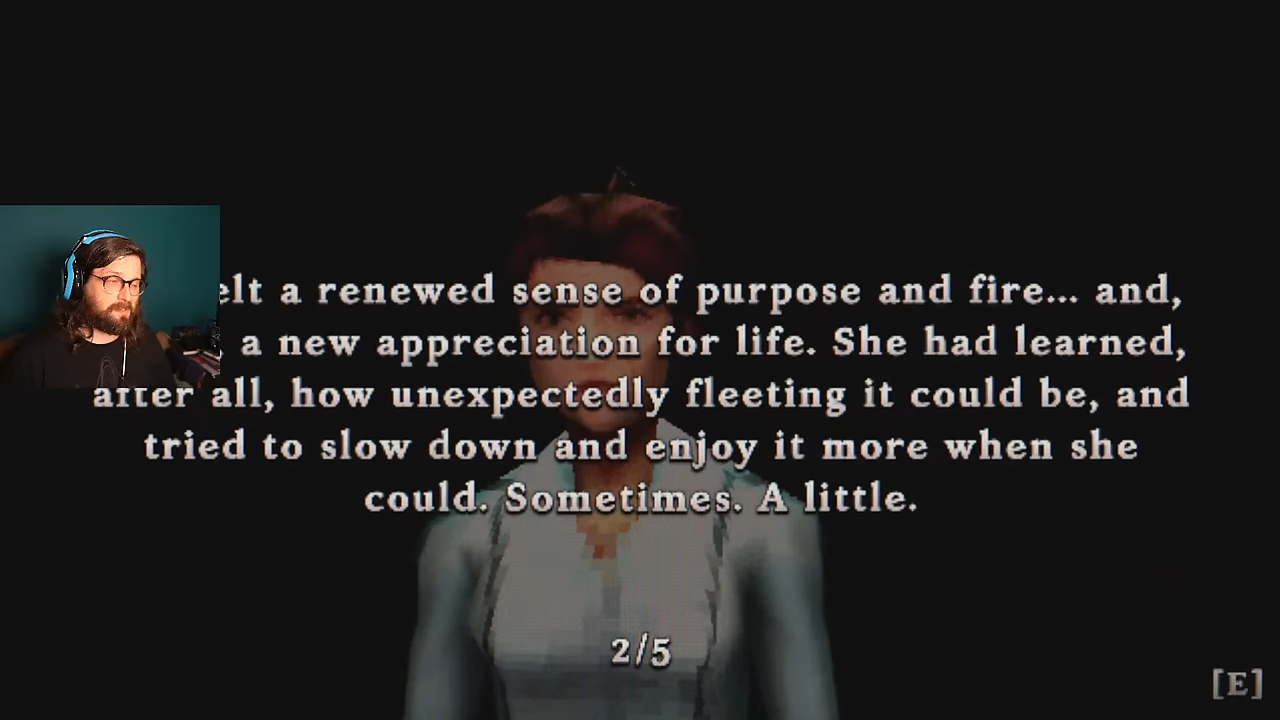 elt a renewed sense of purpose and fire... and,
, a new appreciation for life. She had learned,
after all, how unexpectedly fleeting it could be, and
tried to slow down and enjoy it more when she
could. Sometimes. A little.
2/5
[E]